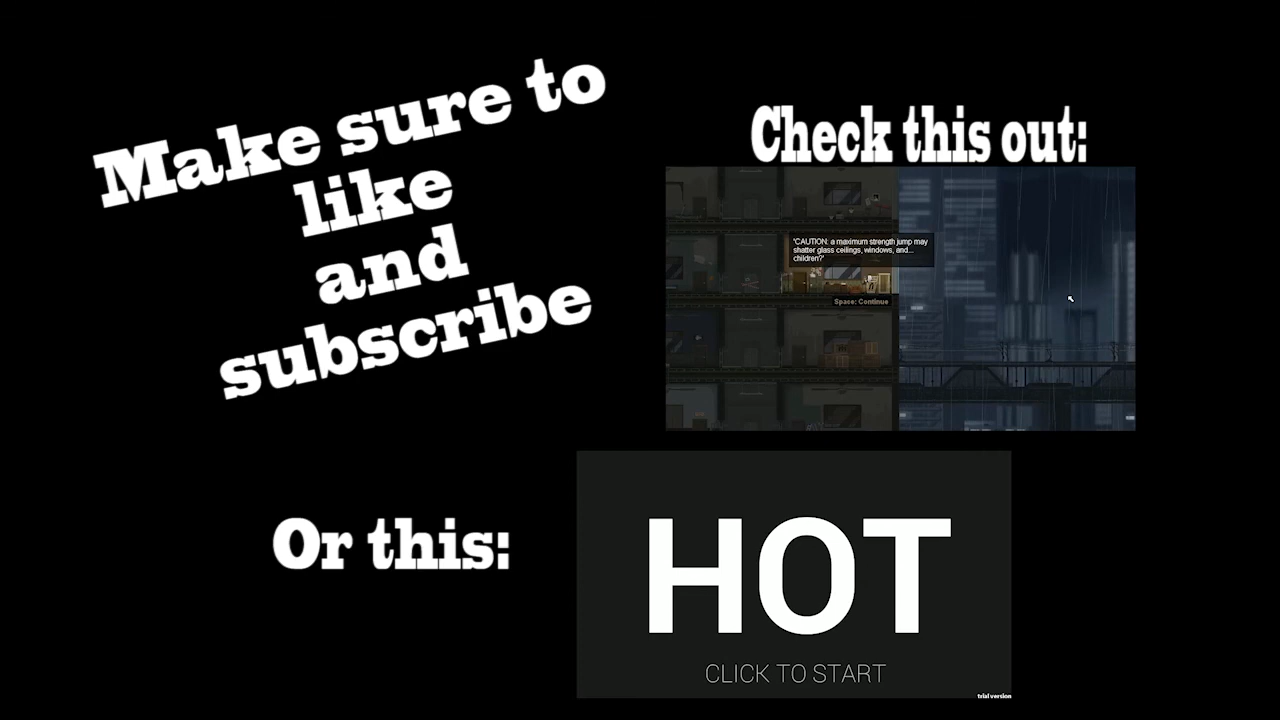 Make sure to
like
and
subscribe
Check this out:
"CAUTION: a maximum strength jump may
shatter glass ceilings, windows, and...
children?"
Space: Continue
Or this:
HOT
CLICK TO START
trial version